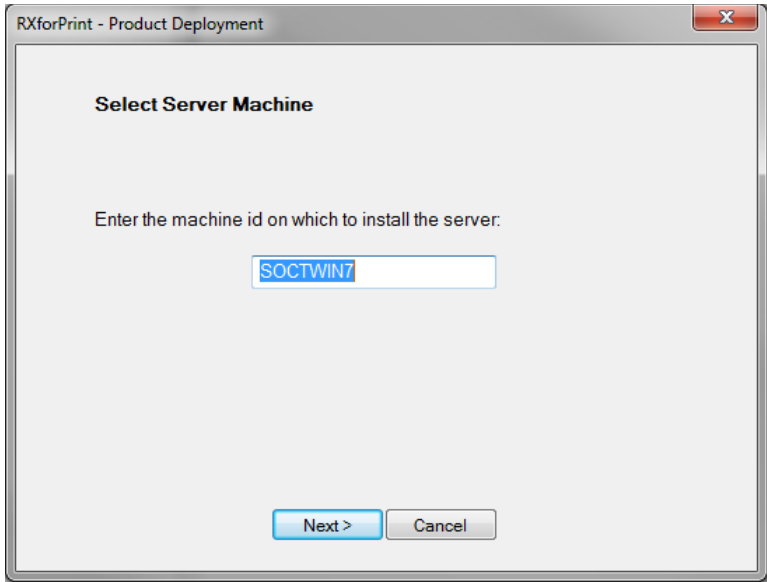 RXforPrint - Product Deployment
Select Server Machine
Enter the machine id on which to install the server:
SOCTWIN7
Next >
Cancel